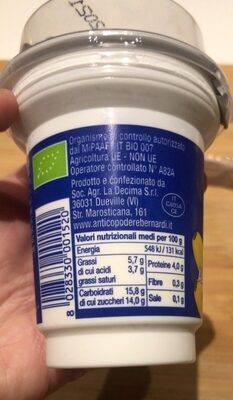 5051
Organismo di controllo autorizzato
dal MiPAAF IT BIO 007
Agricoltura UE - NON UE
Operatore controllato N° A82A
Prodotto e confezionato da
Soc. Agr. La Decima S.r.l.
36031 Dueville (VI)
Str. Marosticana, 161
www.anticopoderebernardi.it
IT
CE
Valori nutrizionali medi per 100 g
Energia 548 kJ/131 kcal
Grassi 5,7 g
di cui acidi
grassi saturi 3,7 g
Carboidrati 15,8 g
di cui zuccheri 14,0 g
Proteine 4,0 g
Fibre 0,3 g
Sale 0,1 g
8 028330 001520